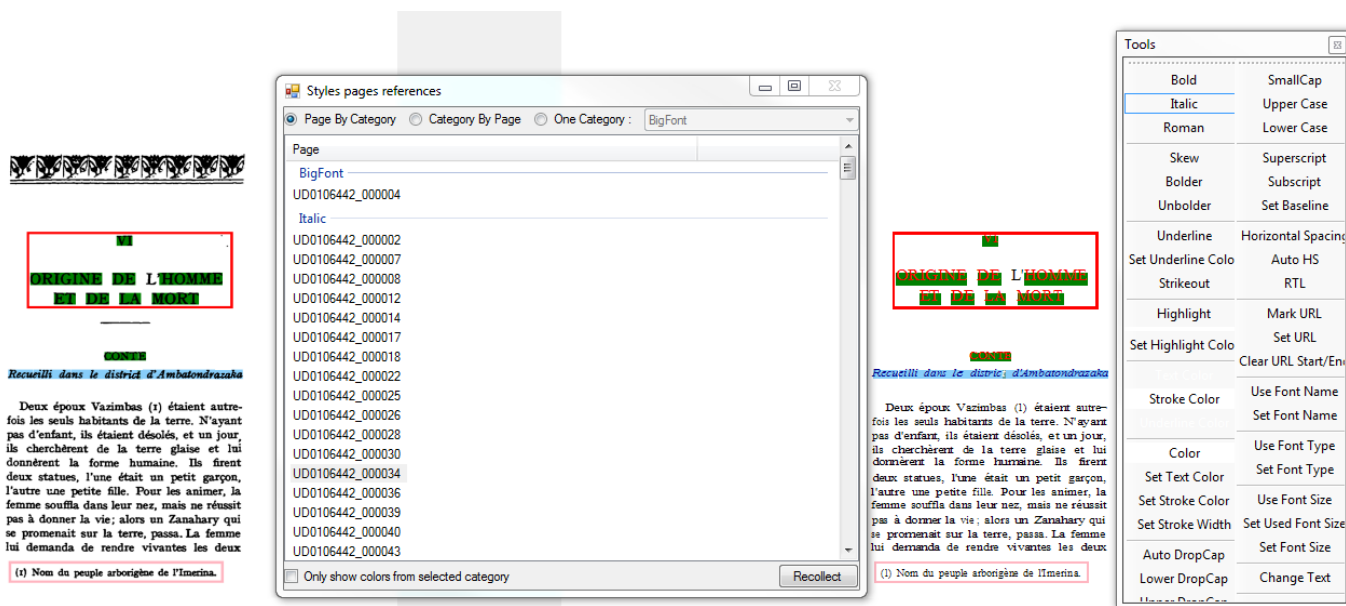 VI
ORIGINE DE L'HOMME
ET DE LA MORT
CONTE
Recueilli dans le district d'Ambatondrazaka
Deux époux Vazimbas (1) étaient autre-
fois les seuls habitants de la terre. N'ayant
pas d'enfant, ils étaient désolés, et un jour,
ils cherchèrent de la terre glaise et lui
donnèrent la forme humaine. Ils firent
deux statues, l'une était un petit garçon,
l'autre une petite fille. Pour les animer, la
femme souffla dans leur nez, mais ne réussit
pas à donner la vie; alors un Zanahary qui
se promenait sur la terre, passa. La femme
lui demanda de rendre vivantes les deux
(1) Nom du peuple arborigène de l'Imerina.
Styles pages references
Page By Category Category By Page One Category : BigFont
Page
BigFont
UD0106442_000004
Italic
UD0106442_000002
UD0106442_000007
UD0106442_000008
UD0106442_000012
UD0106442_000014
UD0106442_000017
UD0106442_000018
UD0106442_000022
UD0106442_000025
UD0106442_000026
UD0106442_000028
UD0106442_000030
UD0106442_000034
UD0106442_000036
UD0106442_000039
UD0106442_000040
UD0106442_000043
Only show colors from selected category
Recollect
VI
ORIGINE DE L'HOMME
ET DE LA MORT
CONTE
Recueilli dans le distric; d'Ambatondrazaka
Deux époux Vazimbas (1) étaient autre-
fois les seuls habitants de la terre. N'ayant
pas d'enfant, ils étaient désolés, et un jour,
ils cherchèrent de la terre glaise et lui
donnèrent la forme humaine. Ils firent
deux statues, l'une était un petit garçon,
l'autre une petite fille. Pour les animer, la
femme souffla dans leur nez, mais ne réussit
pas à donner la vie; alors un Zanahary qui
se promenait sur la terre, passa. La femme
lui demanda de rendre vivantes les deux
(1) Nom du peuple arborigène de l'Imerina.
Tools
Bold
Italic
Roman
Skew
Bolder
Unbolder
Underline
Set Underline Colo
Strikeout
Highlight
Set Highlight Colo
Stroke Color
Color
Set Text Color
Set Stroke Color
Set Stroke Width
Auto DropCap
Lower DropCap
Upper DropCap
SmallCap
Upper Case
Lower Case
Superscript
Subscript
Set Baseline
Horizontal Spacing
Auto HS
RTL
Mark URL
Set URL
Clear URL Start/En
Use Font Name
Set Font Name
Use Font Type
Set Font Type
Use Font Size
Set Used Font Size
Set Font Size
Change Text